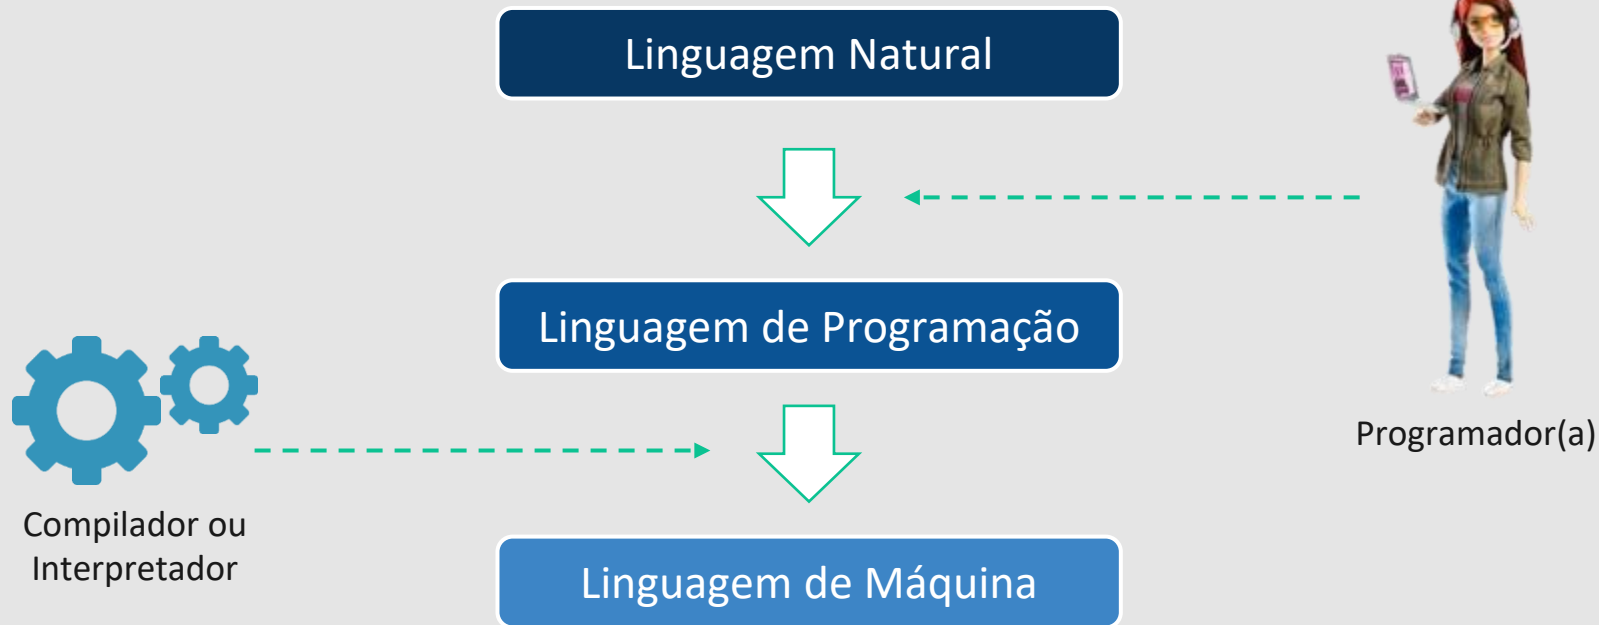 Linguagem Natural
Linguagem de Programação
Programador(a)
Compilador ou
Interpretador
Linguagem de Máquina